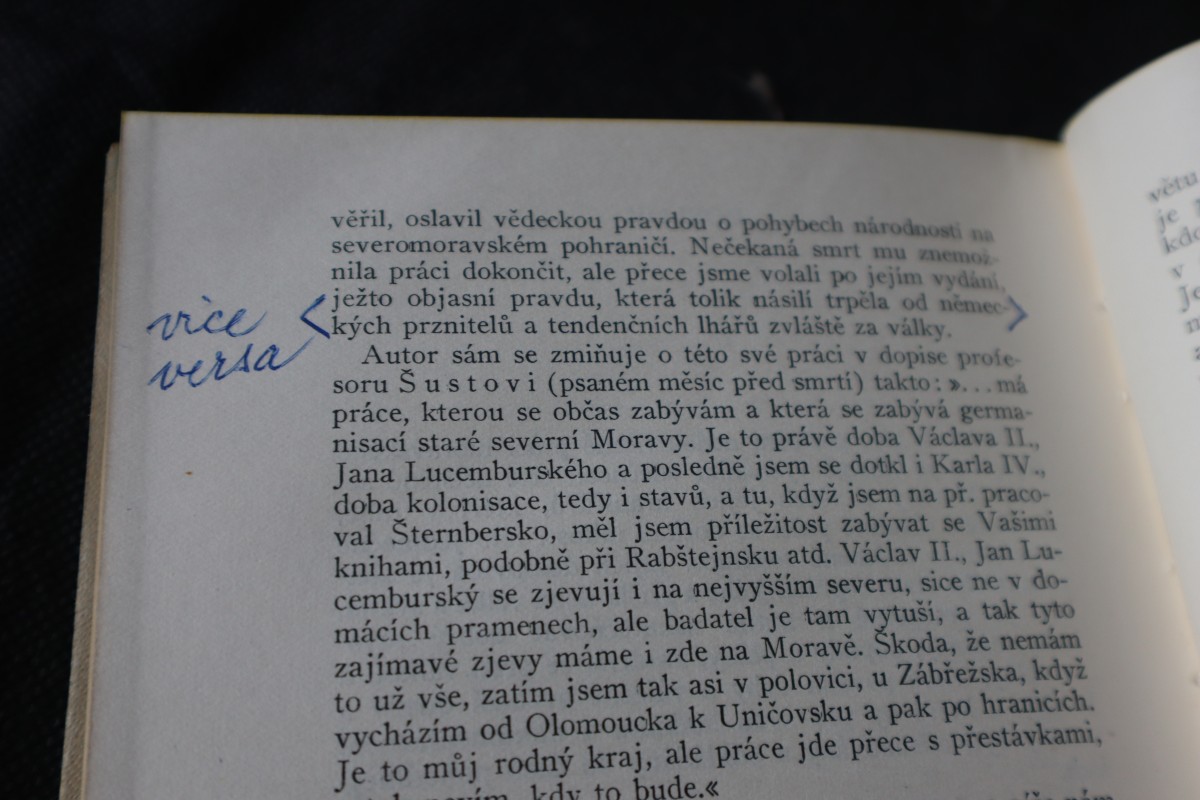 věřil, oslavil vědeckou pravdou o pohybech národnosti na
severomoravském pohraničí. Nečekaná smrt mu znemož-
nila práci dokončit, ale přece jsme volali po jejím vydání,
ježto objasní pravdu, která tolik násilí trpěla od němec-
kých prznitelů a tendenčních lhářů zvláště za války.
vice
versa
Autor sám se zmiňuje o této své práci v dopise profe-
soru Šustovi (psaném měsíc před smrtí) takto: »...má
práce, kterou se občas zabývám a která se zabývá germa-
nisací staré severní Moravy. Je to právě doba Václava II.,
Jana Lucemburského a posledně jsem se dotkl i Karla IV.,
doba kolonisace, tedy i stavů, a tu, když jsem na př. praco-
val Šternbersko, měl jsem příležitost zabývat se Vašimi
knihami, podobně při Rabštejnsku atd. Václav II., Jan Lu-
cemburský se zjevují i na nejvyšším severu, sice ne v do-
mácích pramenech, ale badatel je tam vytuší, a tak tyto
zajímavé zjevy máme i zde na Moravě. Škoda, že nemám
to už vše, zatím jsem tak asi v polovici, u Zábřežska, když
vycházím od Olomoucka k Uničovsku a pak po hranicích.
Je to můj rodný kraj, ale práce jde přece s přestávkami,
kdy to bude.«
větu
je
v